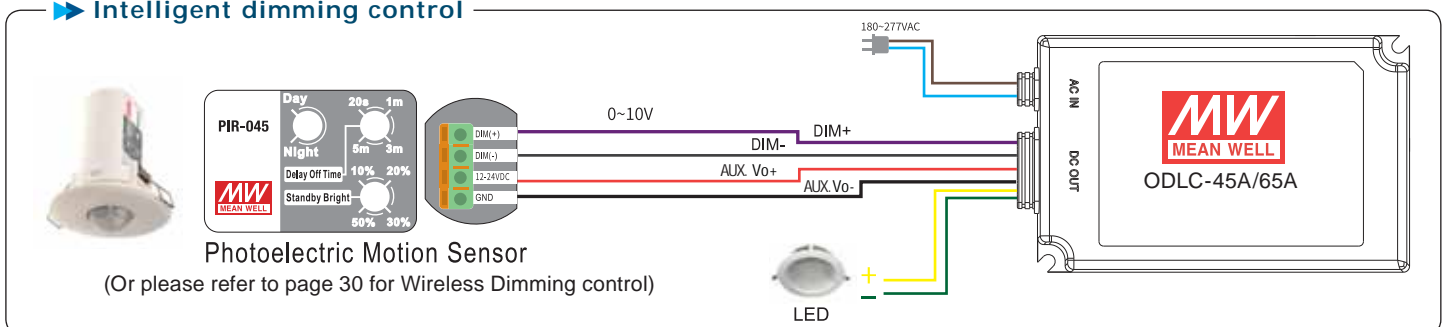 Intelligent dimming control
180~277VAC
PIR-045
Day
Night
20s 1m
5m 3m
Delay Off Time
10% 20%
Standby Bright
50% 30%
MW
MEAN WELL
DIM(+)
DIM(-)
12-24VDC
GND
0~10V
DIM+
DIM-
AUX. Vo+
AUX.Vo-
AC IN
DC OUT
MW
MEAN WELL
ODLC-45A/65A
Photoelectric Motion Sensor
(Or please refer to page 30 for Wireless Dimming control)
+
–
LED